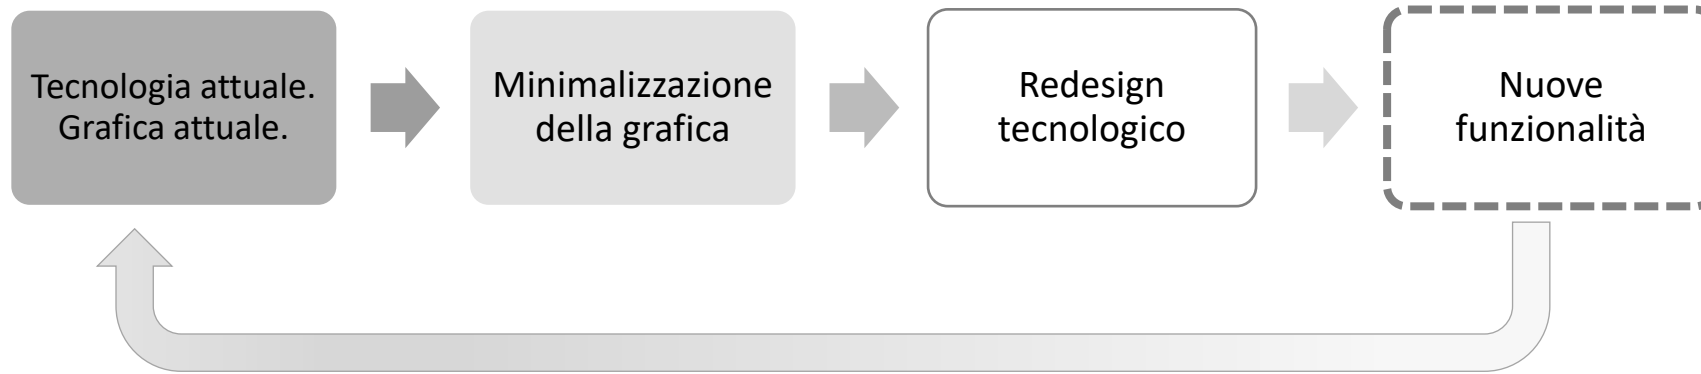 Tecnologia attuale.
Grafica attuale.
Minimalizzazione
della grafica
Redesign
tecnologico
Nuove
funzionalità